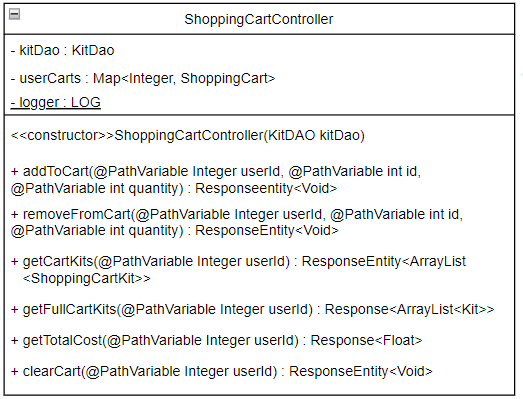 ShoppingCartController
- kitDao : KitDao
- userCarts : Map<Integer, ShoppingCart>
- logger : LOG
<<constructor>>ShoppingCartController(KitDAO kitDao)
+ addToCart(@PathVariable Integer userId, @PathVariable int id,
@PathVariable int quantity) : Responseentity<Void>
+ removeFromCart(@PathVariable Integer userId, @PathVariable int id,
@PathVariable int quantity) : ResponseEntity<Void>
+ getCartKits(@PathVariable Integer userId) : ResponseEntity<ArrayList
<ShoppingCartKit>>
+ getFullCartKits(@PathVariable Integer userId) : Response<ArrayList<Kit>>
+ getTotalCost(@PathVariable Integer userId) : Response<Float>
+ clearCart(@PathVariable Integer userId) : ResponseEntity<Void>